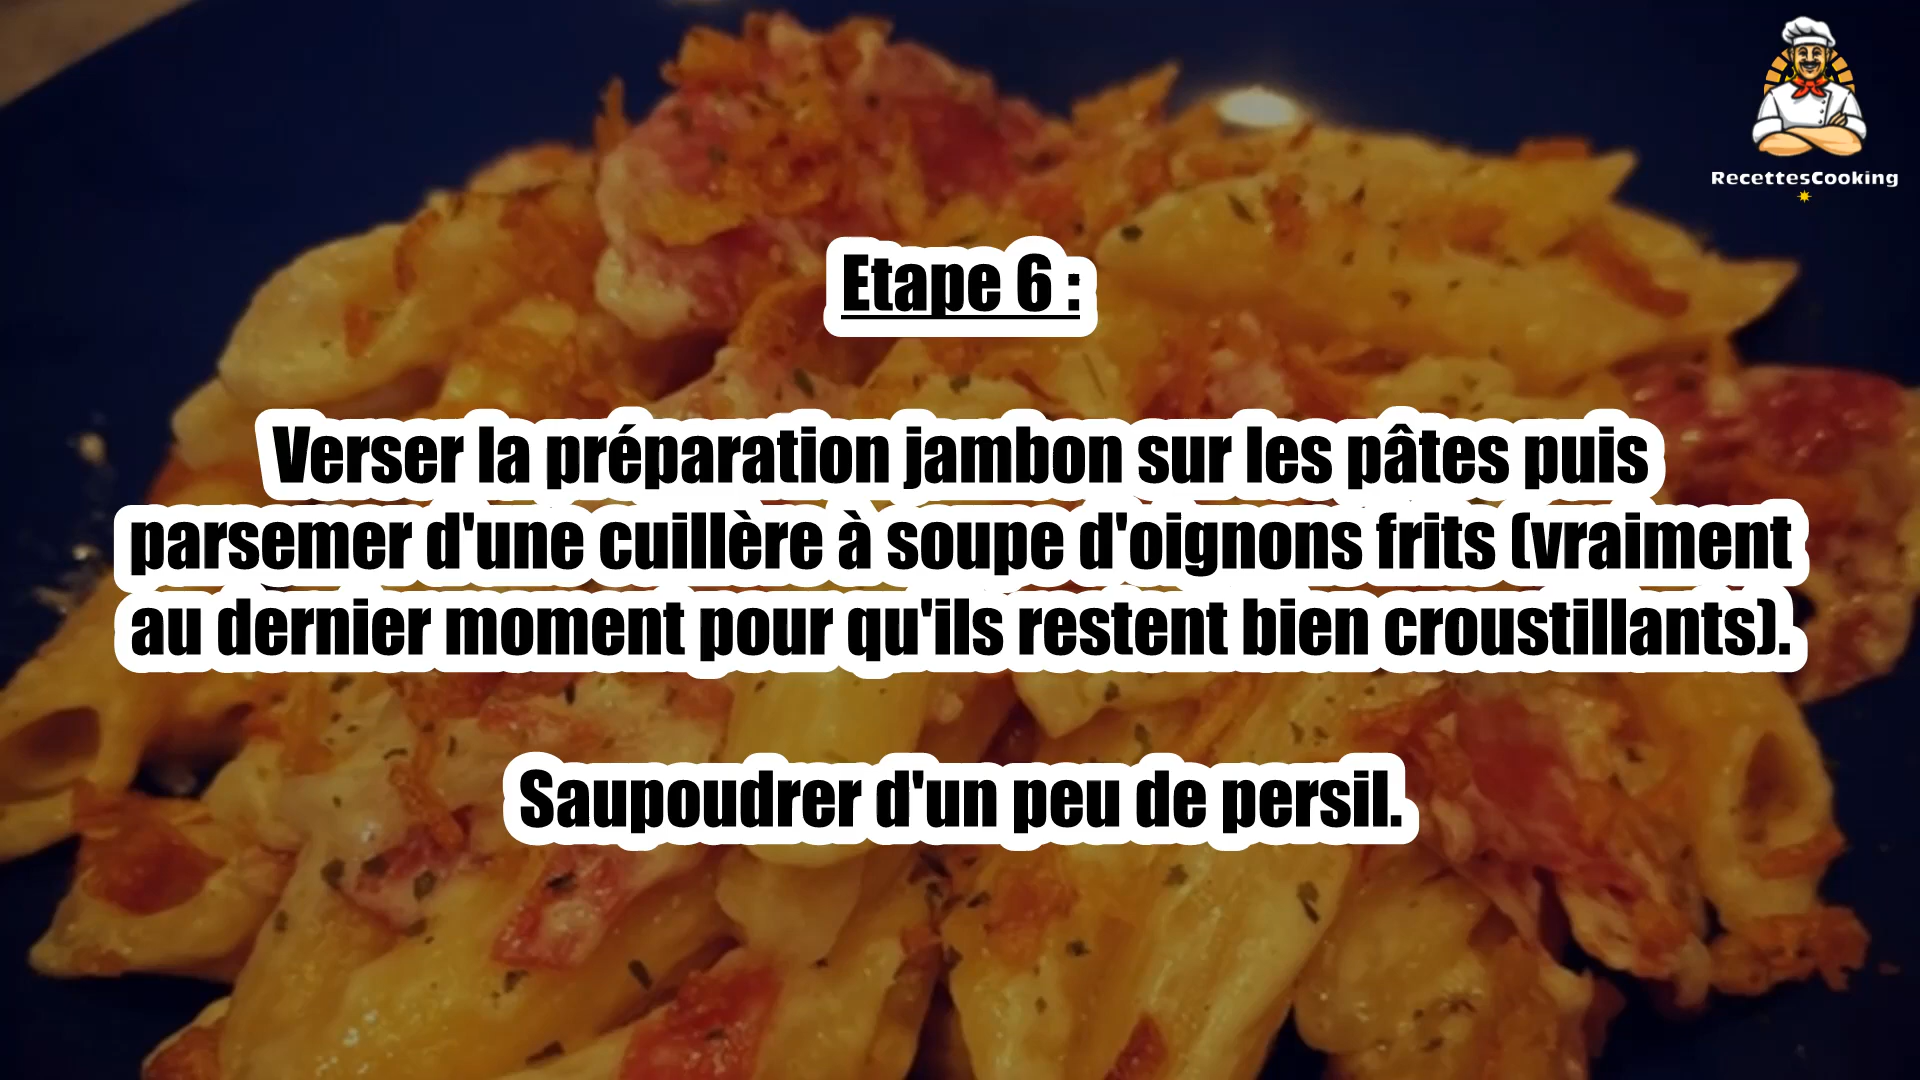 RecettesCooking
Etape 6 :
Verser la préparation jambon sur les pâtes puis
parsemer d'une cuillère à soupe d'oignons frits (vraiment
au dernier moment pour qu'ils restent bien croustillants).
Saupoudrer d'un peu de persil.